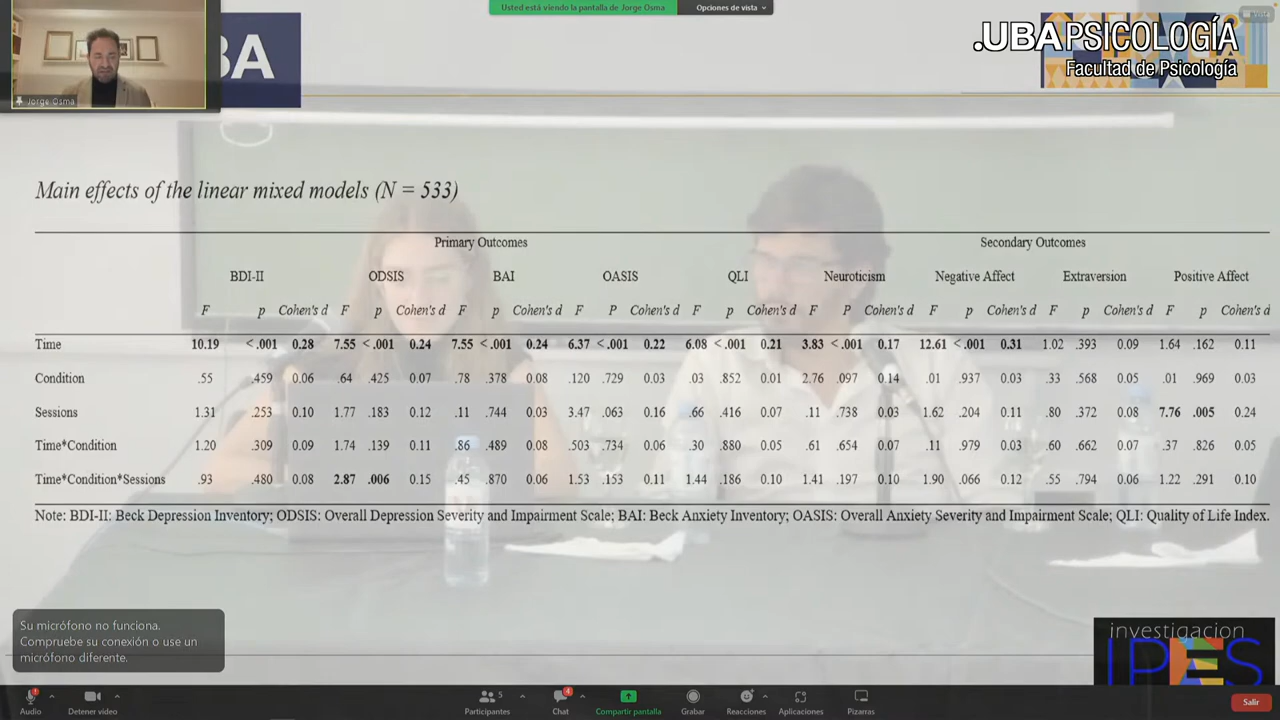 Usted está viendo la pantalla de Jorge Osma
Opciones de vista
Vista
BA
.UBAPSICOLOGÍA
Facultad de Psicología
Jorge Osma
Main effects of the linear mixed models (N = 533)
Primary Outcomes Secondary Outcomes
BDI-II ODSIS BAI OASIS QLI Neuroticism Negative Affect Extraversion Positive Affect
F p Cohen's d F p Cohen's d F p Cohen's d F P Cohen's d F p Cohen's d F P Cohen's d F p Cohen's d F p Cohen's d F p Cohen's d
Time 10.19 < .001 0.28 7.55 < .001 0.24 7.55 < .001 0.24 6.37 < .001 0.22 6.08 < .001 0.21 3.83 < .001 0.17 12.61 < .001 0.31 1.02 .393 0.09 1.64 .162 0.11
Condition .55 .459 0.06 .64 .425 0.07 .78 .378 0.08 .120 .729 0.03 .03 .852 0.01 2.76 .097 0.14 .01 .937 0.03 .33 .568 0.05 .01 .969 0.03
Sessions 1.31 .253 0.10 1.77 .183 0.12 .11 .744 0.03 3.47 .063 0.16 .66 .416 0.07 .11 .738 0.03 1.62 .204 0.11 .80 .372 0.08 7.76 .005 0.24
Time*Condition 1.20 .309 0.09 1.74 .139 0.11 .86 .489 0.08 .503 .734 0.06 .30 .880 0.05 .61 .654 0.07 .11 .979 0.03 .60 .662 0.07 .37 .826 0.05
Time*Condition*Sessions .93 .480 0.08 2.87 .006 0.15 .45 .870 0.06 1.53 .153 0.11 1.44 .186 0.10 1.41 .197 0.10 1.90 .066 0.12 .55 .794 0.06 1.22 .291 0.10
Note: BDI-II: Beck Depression Inventory; ODSIS: Overall Depression Severity and Impairment Scale; BAI: Beck Anxiety Inventory; OASIS: Overall Anxiety Severity and Impairment Scale; QLI: Quality of Life Index.
Su micrófono no funciona.
Compruebe su conexión o use un
micrófono diferente.
investigacion
IPES
5
4
Audio Detener video Participantes Chat Compartir pantalla Grabar Reacciones Aplicaciones Pizarras Salir